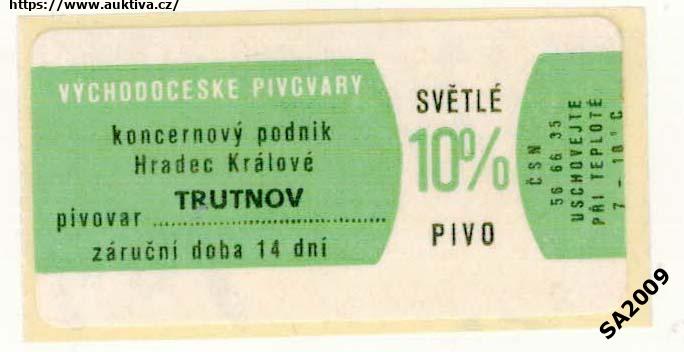 https://www.auktiva.cz/
VÝCHODOČESKÉ PIVOVARY
koncernový podnik
Hradec Králové
TRUTNOV
pivovar ........................................
záruční doba 14 dní
SVĚTLÉ
10%
PIVO
ČSN
56 66 35
USCHOVEJTE
PŘI TEPLOTĚ
7 – 10° C
SA2009